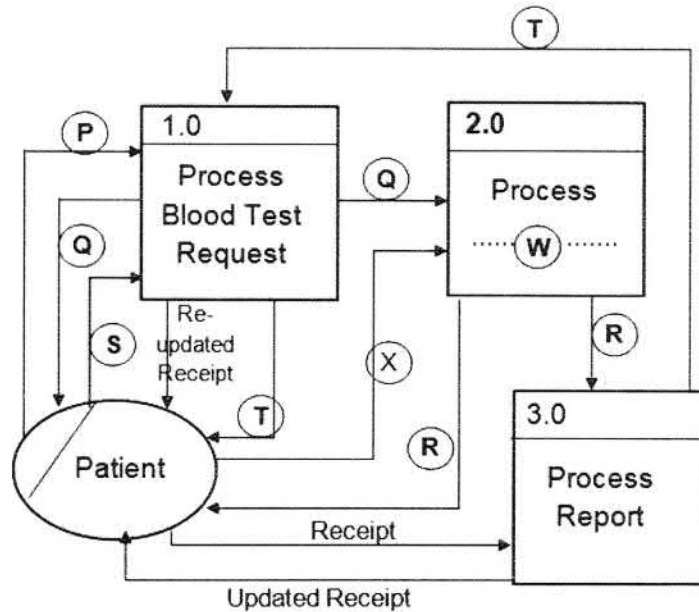 T
P
1.0
Process
Blood Test
Request
Q
2.0
Process
W
Q
S
Re-
updated
Receipt
X
R
T
R
3.0
Process
Report
Patient
Receipt
Updated Receipt